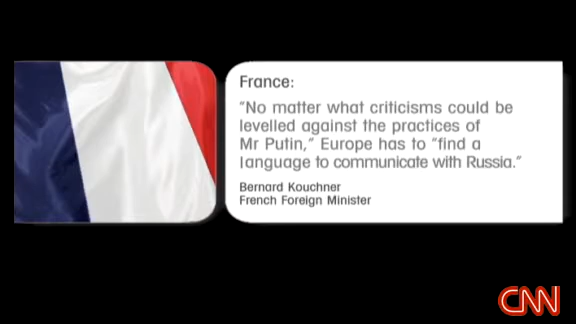 France:
"No matter what criticisms could be
levelled against the practices of
Mr Putin," Europe has to "find a
language to communicate with Russia."
Bernard Kouchner
French Foreign Minister
CNN